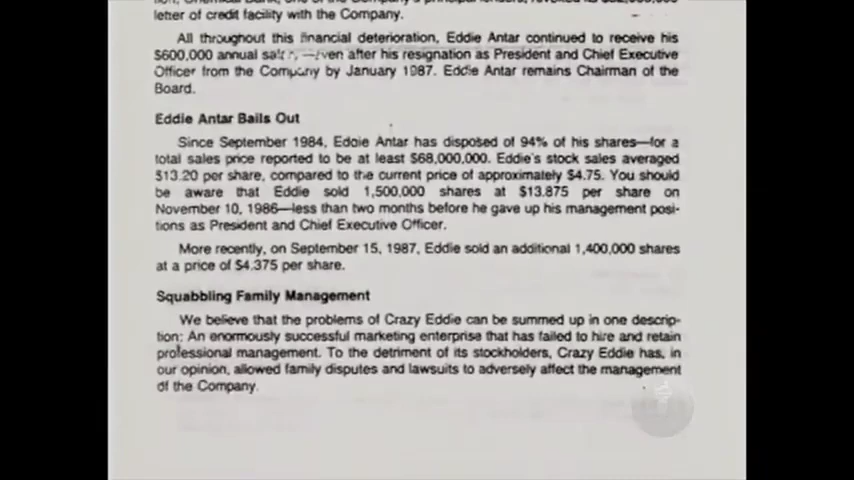 letter of credit facility with the Company.
All throughout this financial deterioration, Eddie Antar continued to receive his
$600,000 annual even after his resignation as President and Chief Executive
Officer from the Company by January 1987. Eddie Antar remains Chairman of the
Board.
Eddie Antar Bails Out
Since September 1984, Eddie Antar has disposed of 94% of his shares—for a
total sales price reported to be at least $68,000,000. Eddie's stock sales averaged
$13.20 per share, compared to the current price of approximately $4.75. You should
be aware that Eddie sold 1,500,000 shares at $13.875 per share on
November 10, 1986—less than two months before he gave up his management posi-
tions as President and Chief Executive Officer.
More recently, on September 15, 1987, Eddie sold an additional 1,400,000 shares
at a price of $4.375 per share.
Squabbling Family Management
We believe that the problems of Crazy Eddie can be summed up in one descrip-
tion: An enormously successful marketing enterprise that has failed to hire and retain
professional management. To the detriment of its stockholders, Crazy Eddie has, in
our opinion, allowed family disputes and lawsuits to adversely affect the management
of the Company.